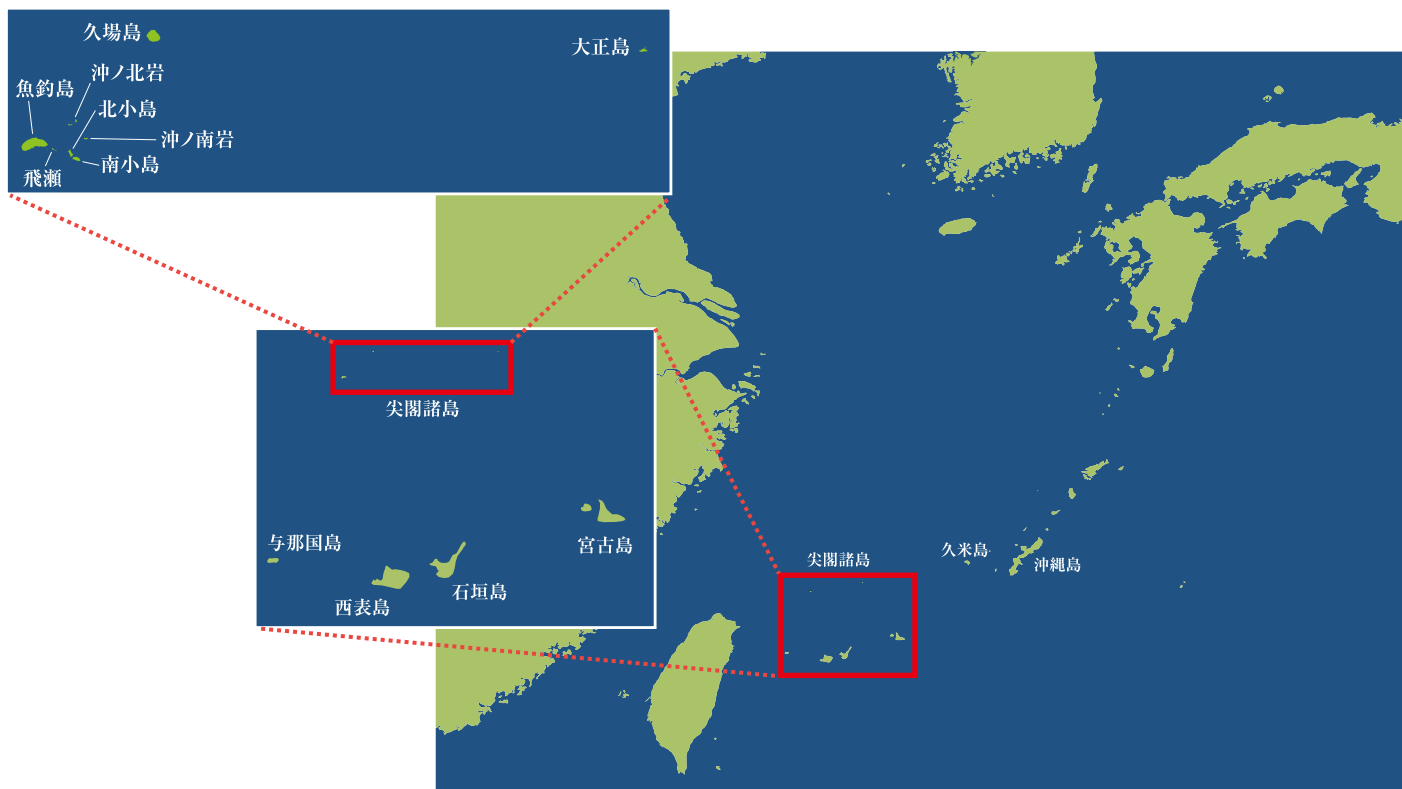 久場島
大正島
沖ノ北岩
魚釣島
北小島
沖ノ南岩
南小島
飛瀬
尖閣諸島
与那国島
宮古島
石垣島
西表島
尖閣諸島
久米島
沖縄島